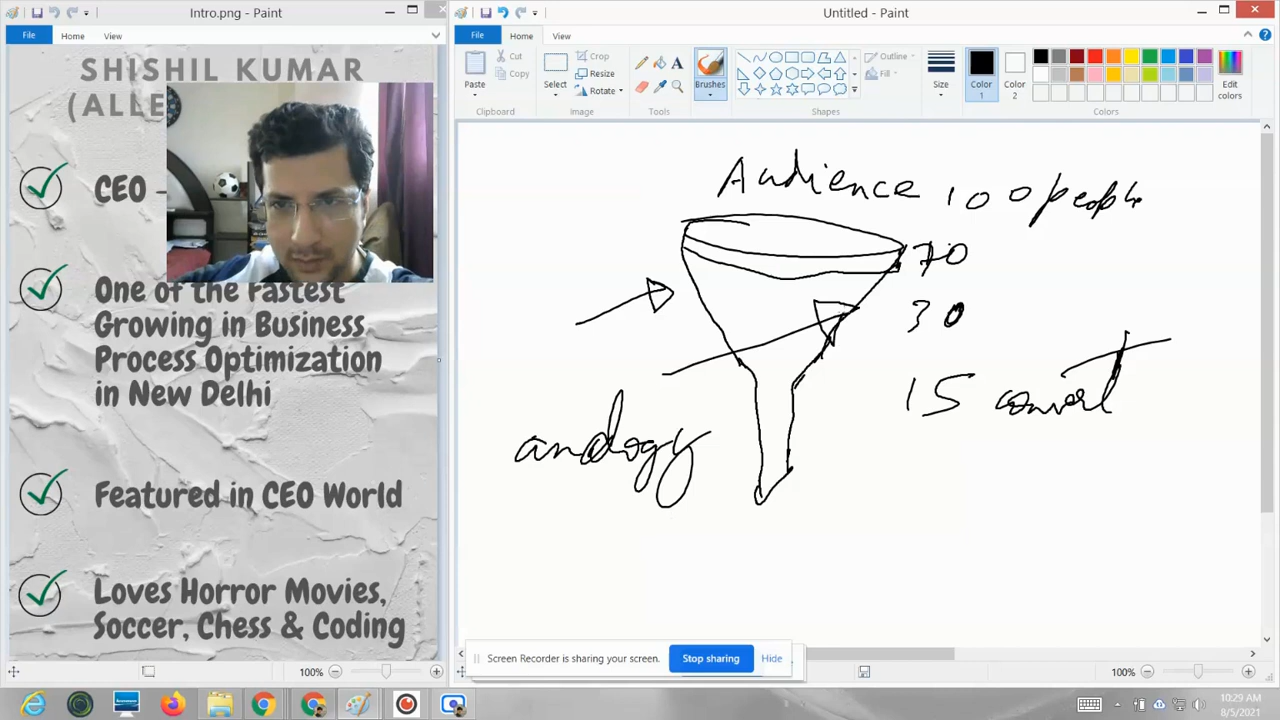 Intro.png - Paint
File Home View
SHISHIL KUMAR
(ALLE
CEO -
One of the Fastest
Growing in Business
Process Optimization
in New Delhi
Featured in CEO World
Loves Horror Movies,
Soccer, Chess & Coding
100%
Untitled - Paint
File Home View
Paste
Cut
Copy
Clipboard
Select
Crop
Resize
Rotate
Image
A
Tools
Brushes
Shapes
Outline
Fill
Size
Color
1
Color
2
Edit
colors
Colors
Audience 100 people
70
30
15 convert
analogy
Screen Recorder is sharing your screen. Stop sharing Hide
100%
10:29 AM
8/5/2021